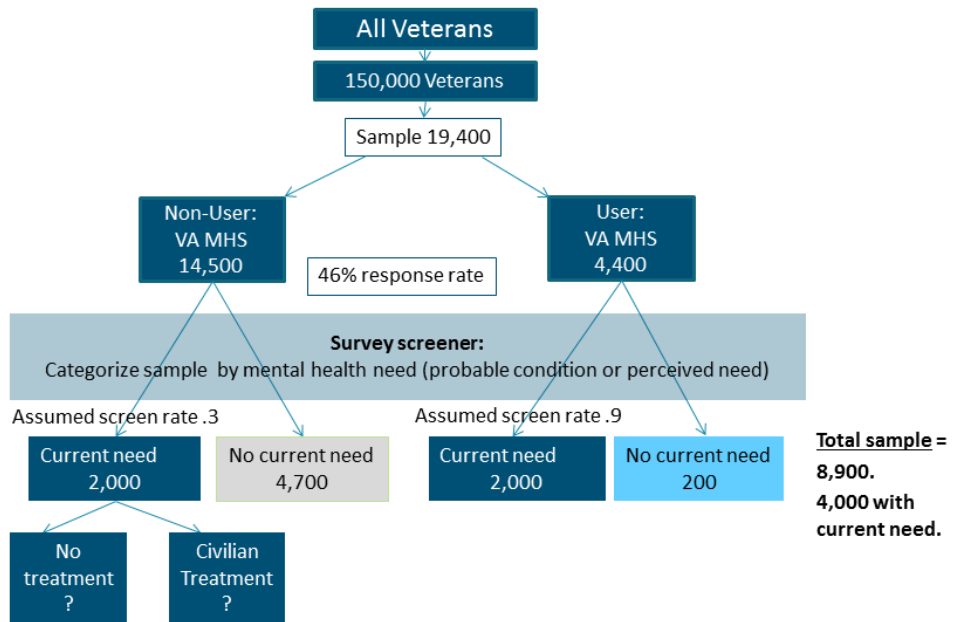 All Veterans
150,000 Veterans
Sample 19,400
Non-User:
VA MHS
14,500
User:
VA MHS
4,400
46% response rate
Survey screener:
Categorize sample by mental health need (probable condition or perceived need)
Assumed screen rate .3
Assumed screen rate .9
Current need
2,000
No current need
4,700
Current need
2,000
No current need
200
Total sample =
8,900.
4,000 with
current need.
No
treatment
?
Civilian
Treatment
?